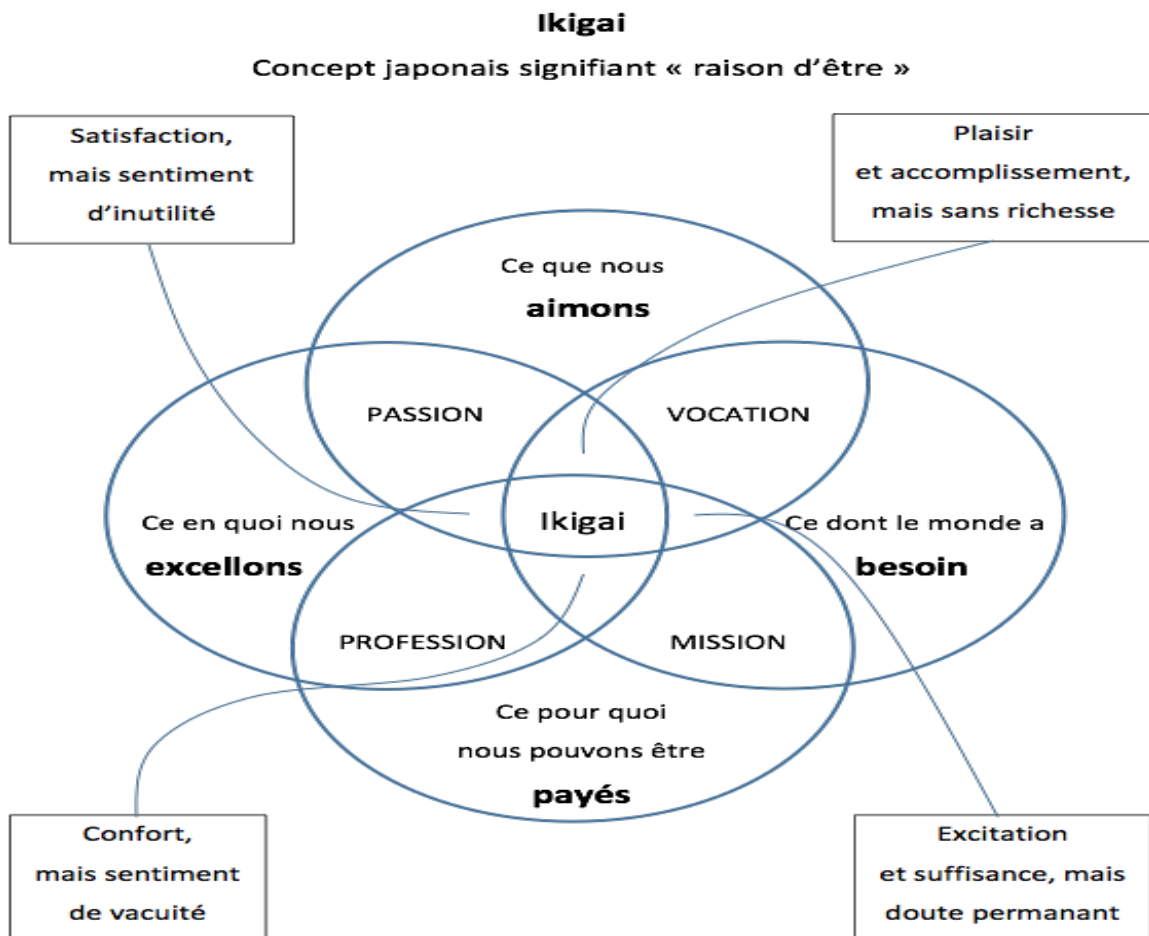 Ikigai
Concept japonais signifiant « raison d’être »
Satisfaction,
mais sentiment
d’inutilité
Plaisir
et accomplissement,
mais sans richesse
Ce que nous
aimons
PASSION
VOCATION
Ce en quoi nous
excellons
Ikigai
Ce dont le monde a
besoin
PROFESSION
MISSION
Ce pour quoi
nous pouvons être
payés
Confort,
mais sentiment
de vacuité
Excitation
et suffisance, mais
doute permanant